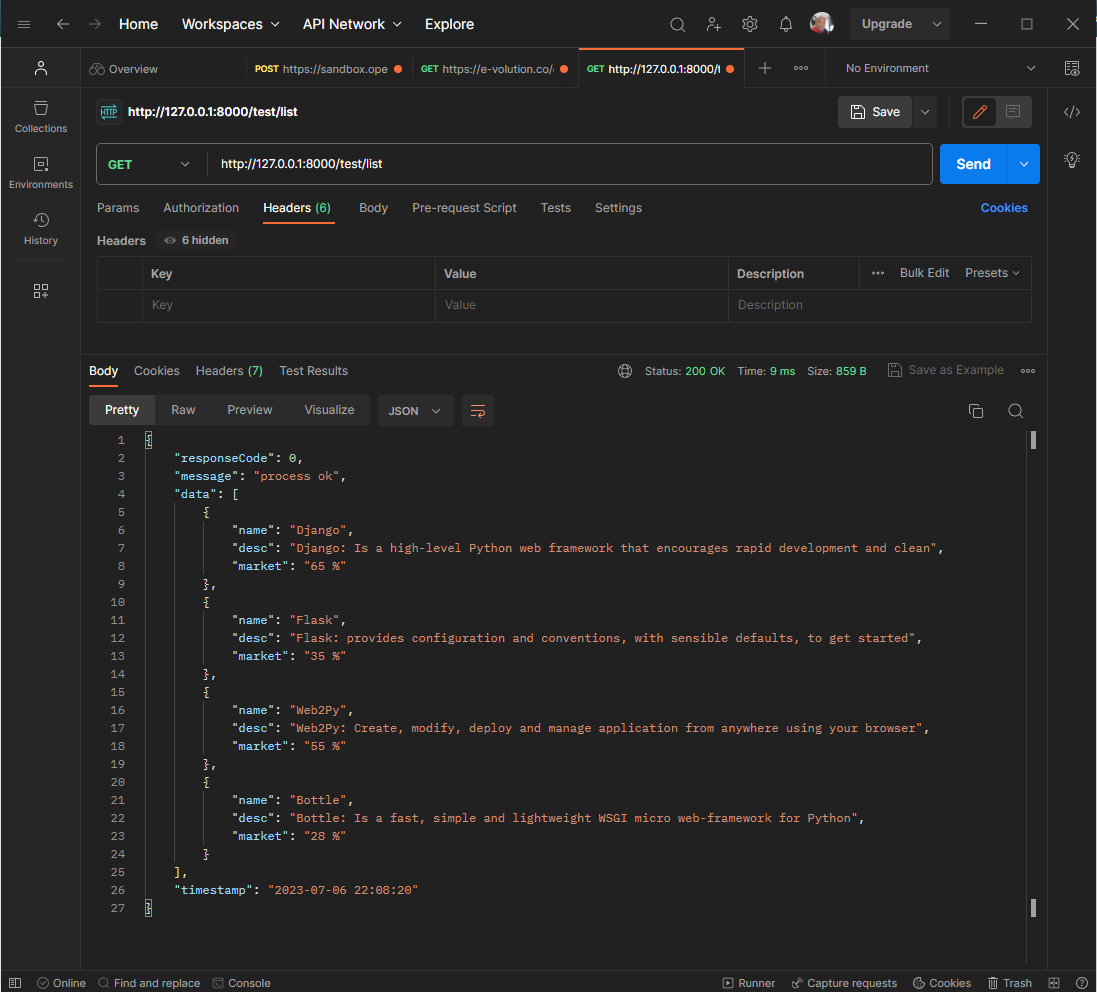 Home Workspaces API Network Explore Upgrade
Overview POST https://sandbox.ope GET https://e-volution.co/ GET http://127.0.0.1:8000/t No Environment
HTTP http://127.0.0.1:8000/test/list Save
Collections
GET http://127.0.0.1:8000/test/list Send
Environments
Params Authorization Headers (6) Body Pre-request Script Tests Settings Cookies
History
Headers 6 hidden
Key Value Description Bulk Edit Presets
Key Value Description
Body Cookies Headers (7) Test Results Status: 200 OK Time: 9 ms Size: 859 B Save as Example
Pretty Raw Preview Visualize JSON
1 {
2 "responseCode": 0,
3 "message": "process ok",
4 "data": [
5 {
6 "name": "Django",
7 "desc": "Django: Is a high-level Python web framework that encourages rapid development and clean",
8 "market": "65 %"
9 },
10 {
11 "name": "Flask",
12 "desc": "Flask: provides configuration and conventions, with sensible defaults, to get started",
13 "market": "35 %"
14 },
15 {
16 "name": "Web2Py",
17 "desc": "Web2Py: Create, modify, deploy and manage application from anywhere using your browser",
18 "market": "55 %"
19 },
20 {
21 "name": "Bottle",
22 "desc": "Bottle: Is a fast, simple and lightweight WSGI micro web-framework for Python",
23 "market": "28 %"
24 }
25 ],
26 "timestamp": "2023-07-06 22:08:20"
27 }
Online Find and replace Console Runner Capture requests Cookies Trash